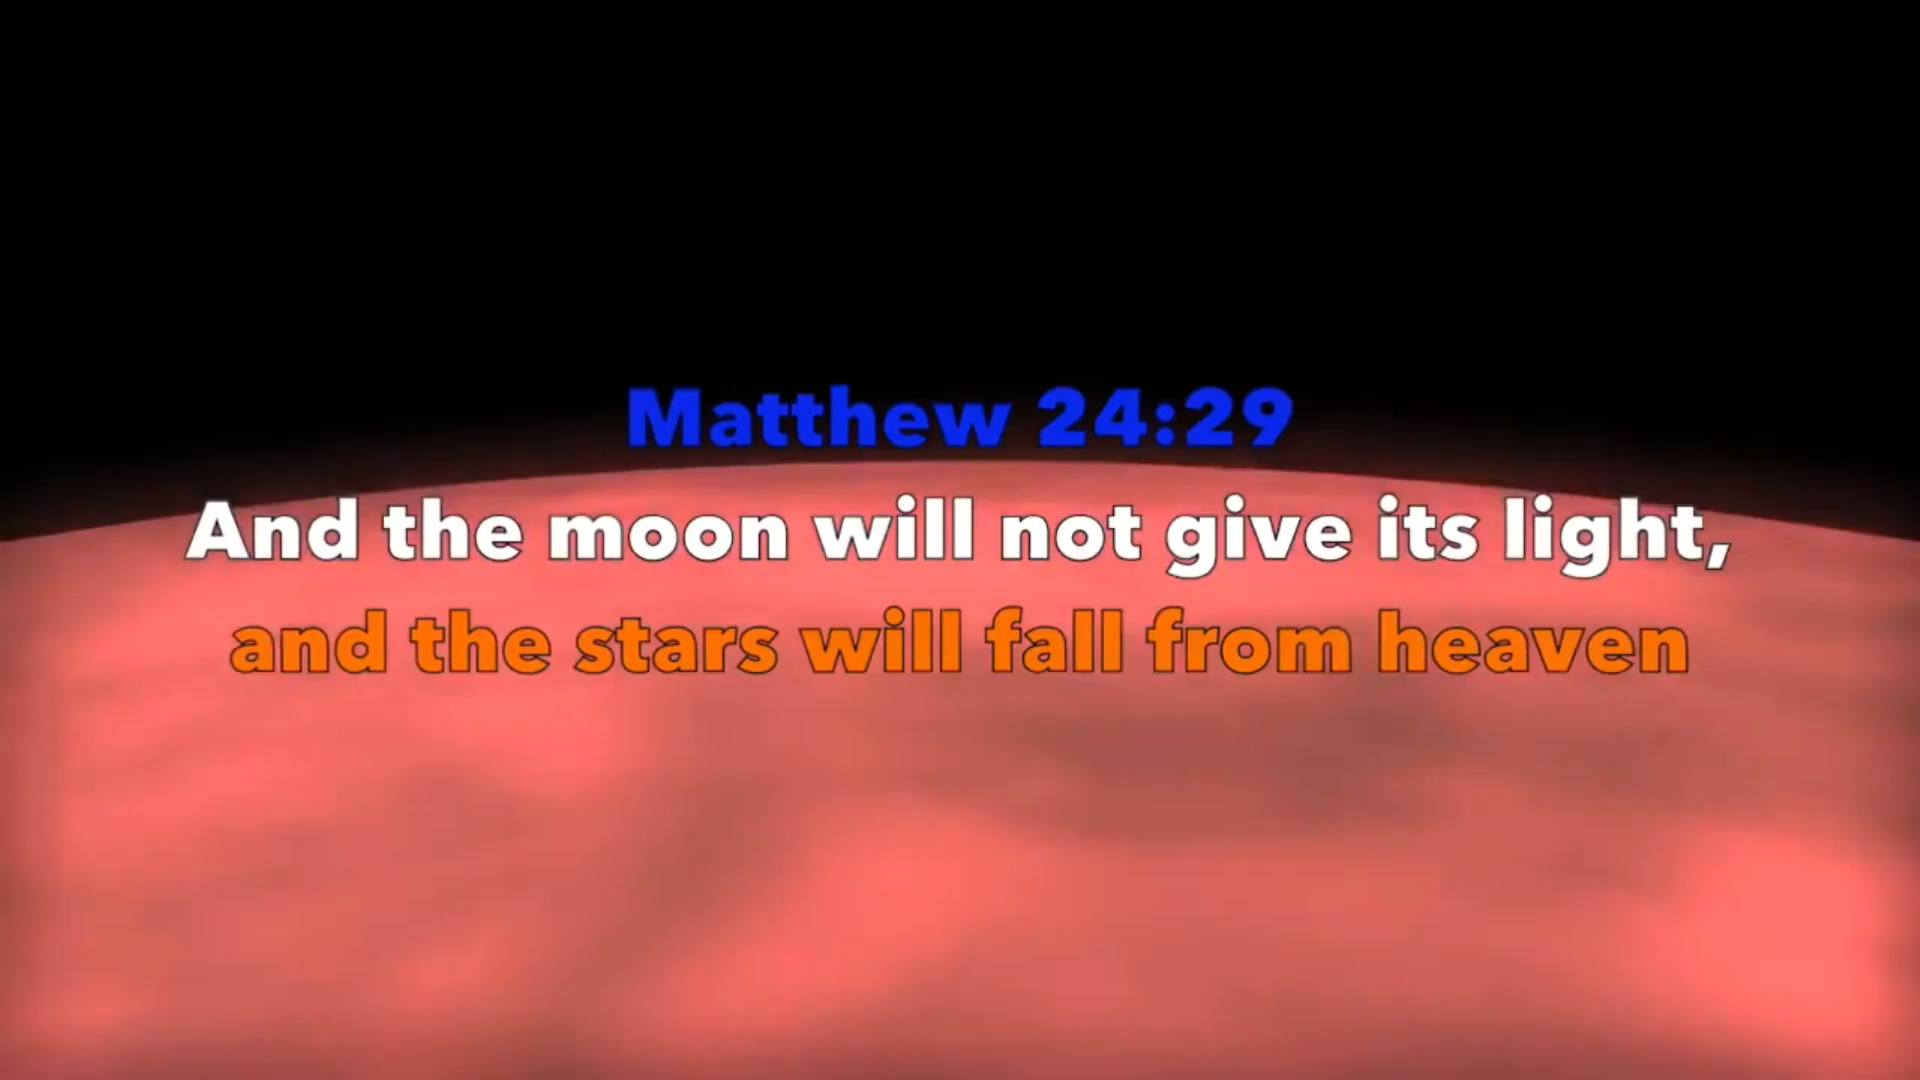 Matthew 24:29
And the moon will not give its light,
and the stars will fall from heaven